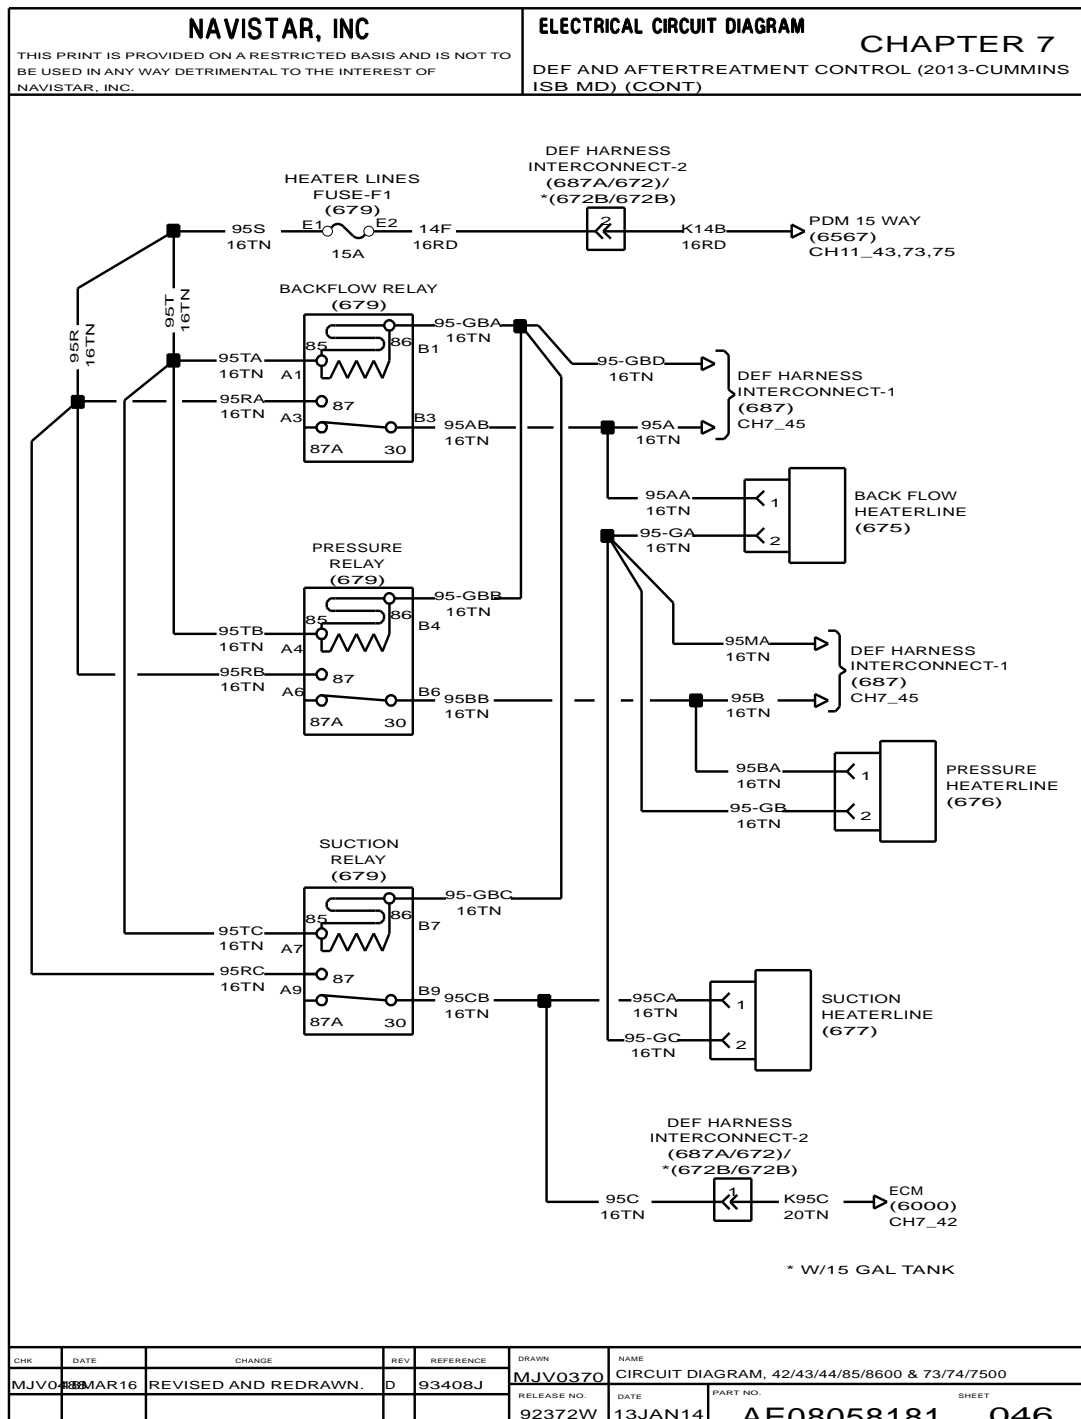 NAVISTAR, INC
THIS PRINT IS PROVIDED ON A RESTRICTED BASIS AND IS NOT TO
BE USED IN ANY WAY DETRIMENTAL TO THE INTEREST OF
NAVISTAR, INC.
ELECTRICAL CIRCUIT DIAGRAM
CHAPTER 7
DEF AND AFTERTREATMENT CONTROL (2013-CUMMINS
ISB MD) (CONT)
DEF HARNESS
INTERCONNECT-2
(687A/672)/
*(672B/672B)
HEATER LINES
FUSE-F1
(679)
95S
16TN
E1
E2
15A
14F
16RD
2
K14B
16RD
PDM 15 WAY
(6567)
CH11_43,73,75
95R
16TN
95T
16TN
BACKFLOW RELAY
(679)
85
86
B1
95-GBA
16TN
95TA
16TN
A1
95RA
16TN
A3
87
87A
30
B3
95AB
16TN
95-GBD
16TN
95A
16TN
DEF HARNESS
INTERCONNECT-1
(687)
CH7_45
95AA
16TN
1
95-GA
16TN
2
BACK FLOW
HEATERLINE
(675)
PRESSURE
RELAY
(679)
85
86
B4
95-GBB
16TN
95TB
16TN
A4
95RB
16TN
A6
87
87A
30
B6
95BB
16TN
95MA
16TN
95B
16TN
DEF HARNESS
INTERCONNECT-1
(687)
CH7_45
95BA
16TN
1
95-GB
16TN
2
PRESSURE
HEATERLINE
(676)
SUCTION
RELAY
(679)
85
86
B7
95-GBC
16TN
95TC
16TN
A7
95RC
16TN
A9
87
87A
30
B9
95CB
16TN
95CA
16TN
1
95-GC
16TN
2
SUCTION
HEATERLINE
(677)
DEF HARNESS
INTERCONNECT-2
(687A/672)/
*(672B/672B)
95C
16TN
1
K95C
20TN
ECM
(6000)
CH7_42
* W/15 GAL TANK
CHK DATE CHANGE REV REFERENCE
MAR16 REVISED AND REDRAWN. D 93408J
DRAWN
MJV0370
NAME
CIRCUIT DIAGRAM, 42/43/44/85/8600 & 73/74/7500
RELEASE NO.
92372W
DATE
13JAN14
PART NO.
AE08058181
SHEET
046